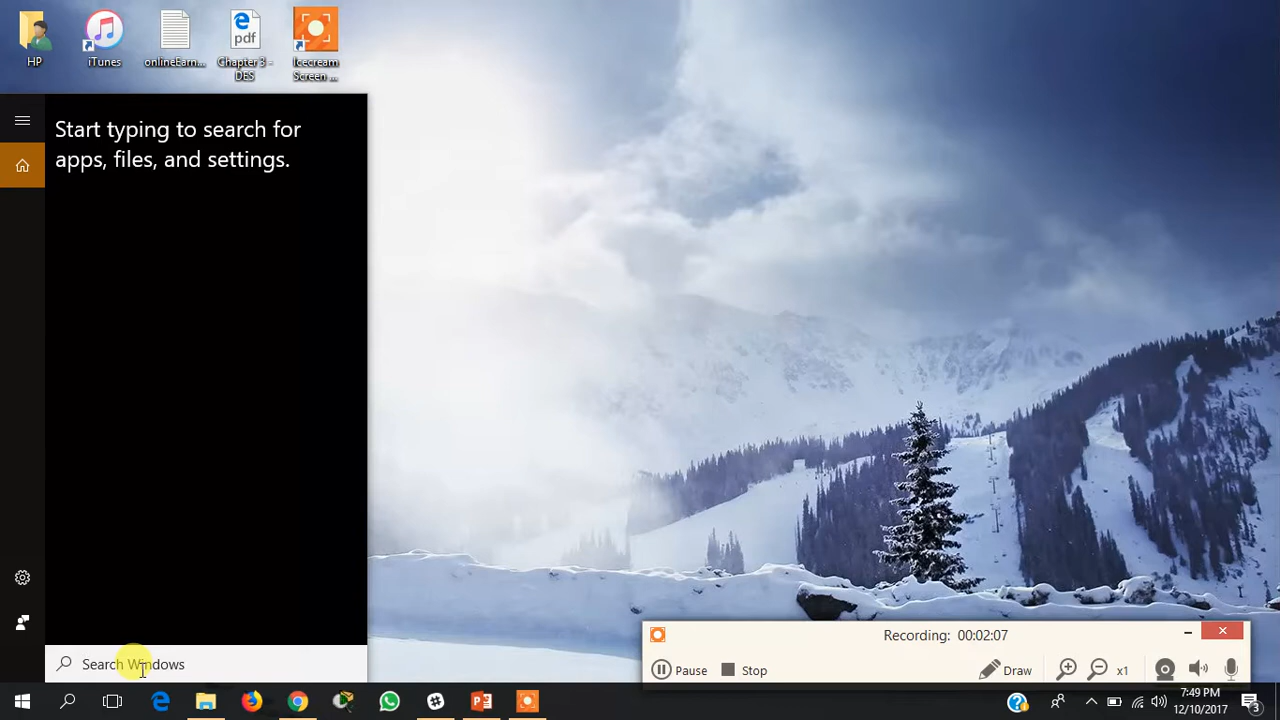 HP
iTunes
onlineEarn...
pdf
Chapter 3 -
DES
Icecream
Screen ...
Start typing to search for
apps, files, and settings.
Search Windows
Recording: 00:02:07
Pause
Stop
Draw
x1
7:49 PM
12/10/2017
3